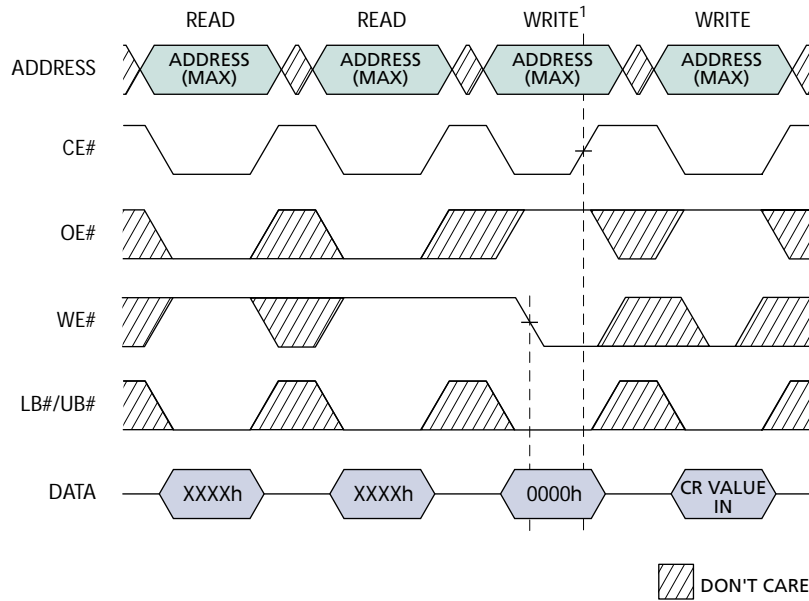 READ READ WRITE¹ WRITE
ADDRESS ADDRESS (MAX) ADDRESS (MAX) ADDRESS (MAX) ADDRESS (MAX)
CE#
OE#
WE#
LB#/UB#
DATA XXXXh XXXXh 0000h CR VALUE IN
DON'T CARE